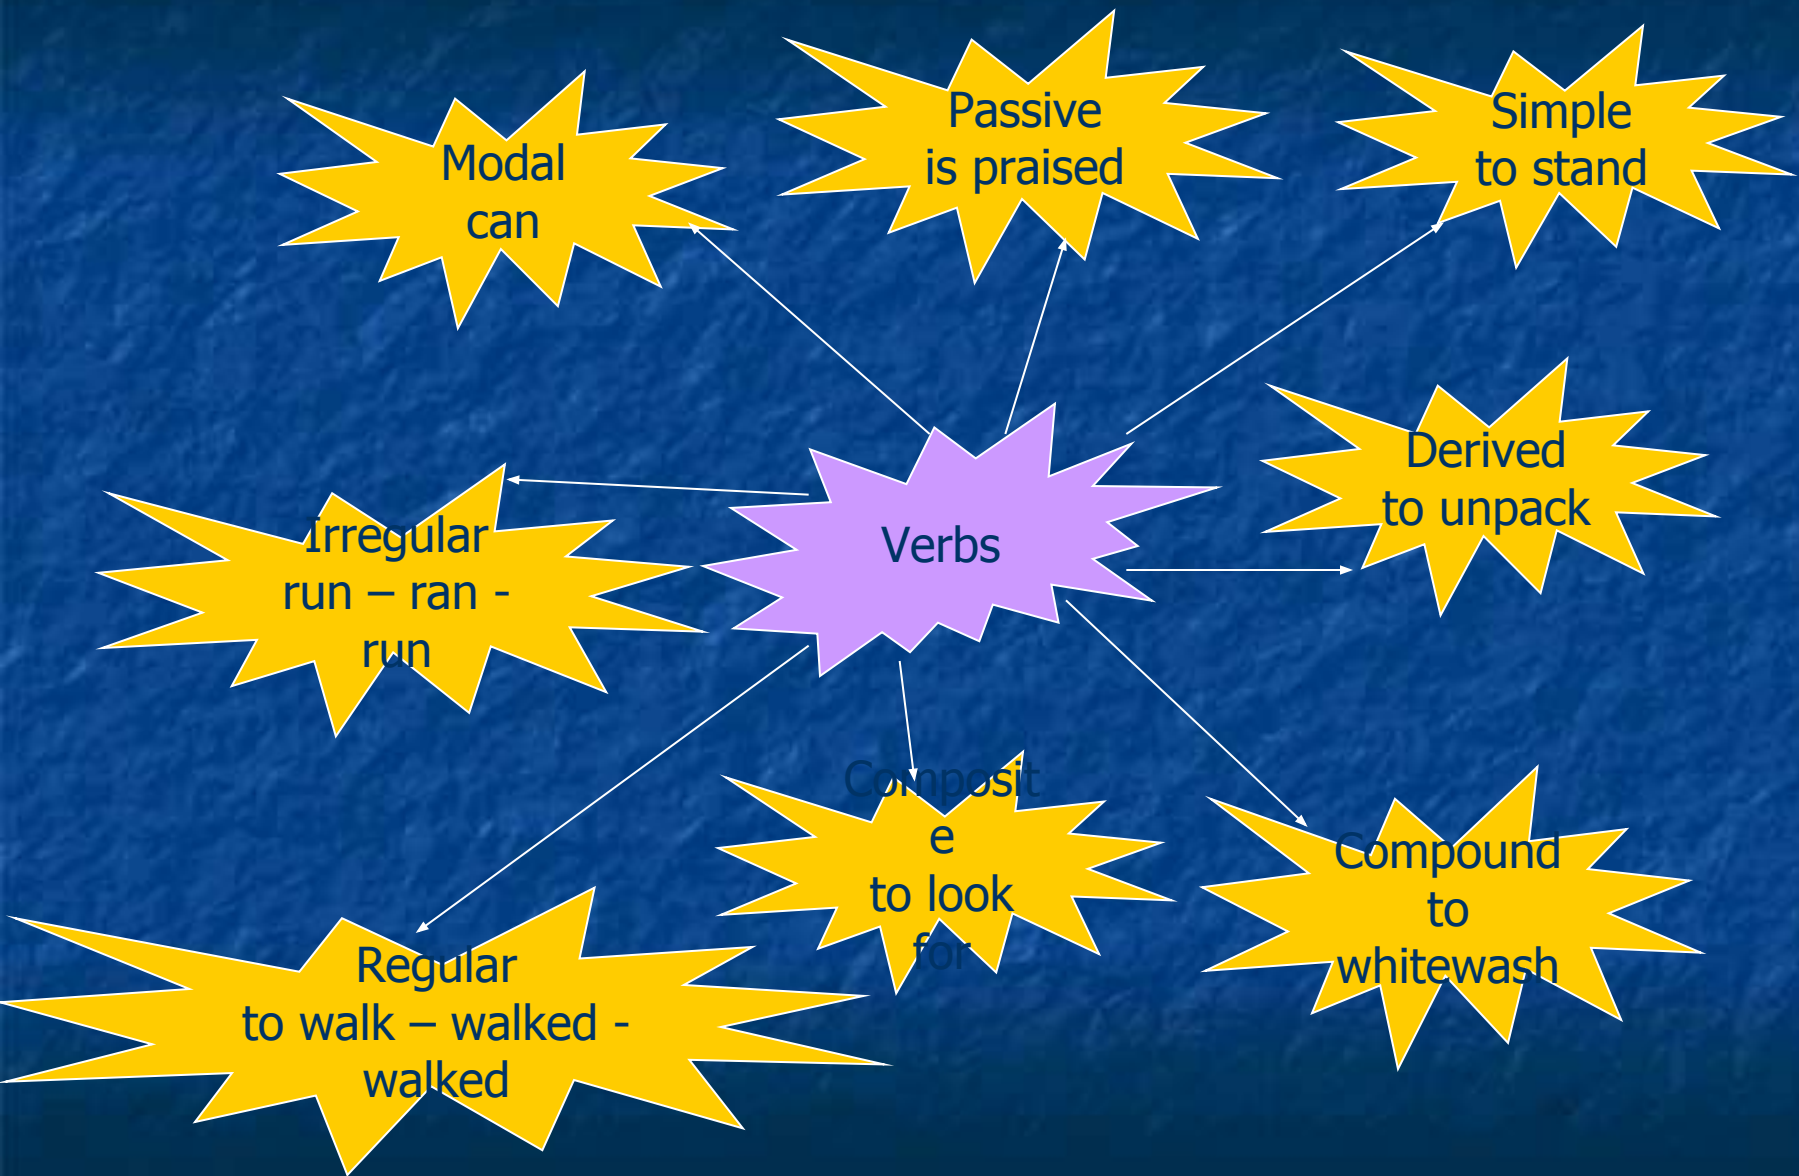 Modal
can
Passive
is praised
Simple
to stand
Derived
to unpack
Verbs
Irregular
run – ran -
run
Composit
e
to look
for
Compound
to
whitewash
Regular
to walk – walked -
walked